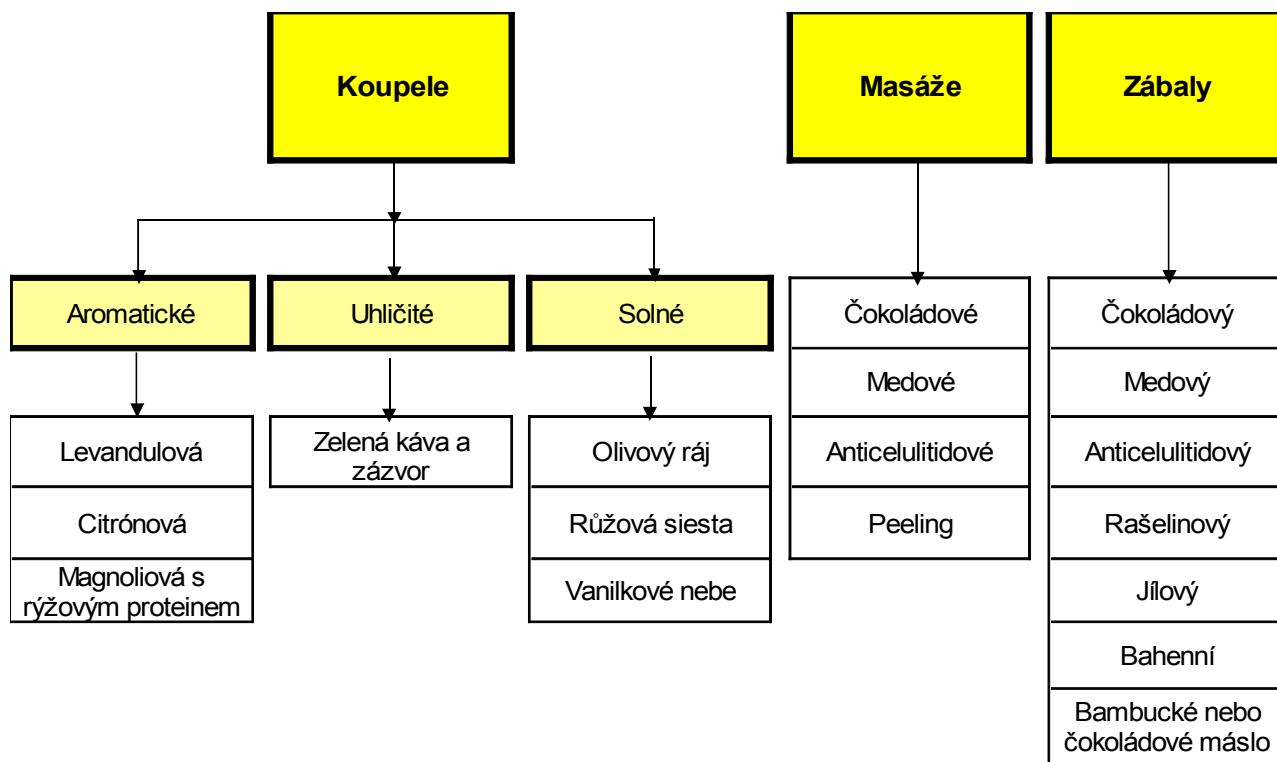 Koupele
Masáže
Zábaly
Aromatické
Uhličité
Solné
Čokoládové
Čokoládový
Medové
Medový
Levandulová
Zelená káva a
zázvor
Olivový ráj
Anticelulitidové
Anticelulitidový
Citrónová
Růžová siesta
Peeling
Rašelinový
Magnoliová s
rýžovým proteinem
Vanilkové nebe
Jílový
Bahenní
Bambucké nebo
čokoládové máslo